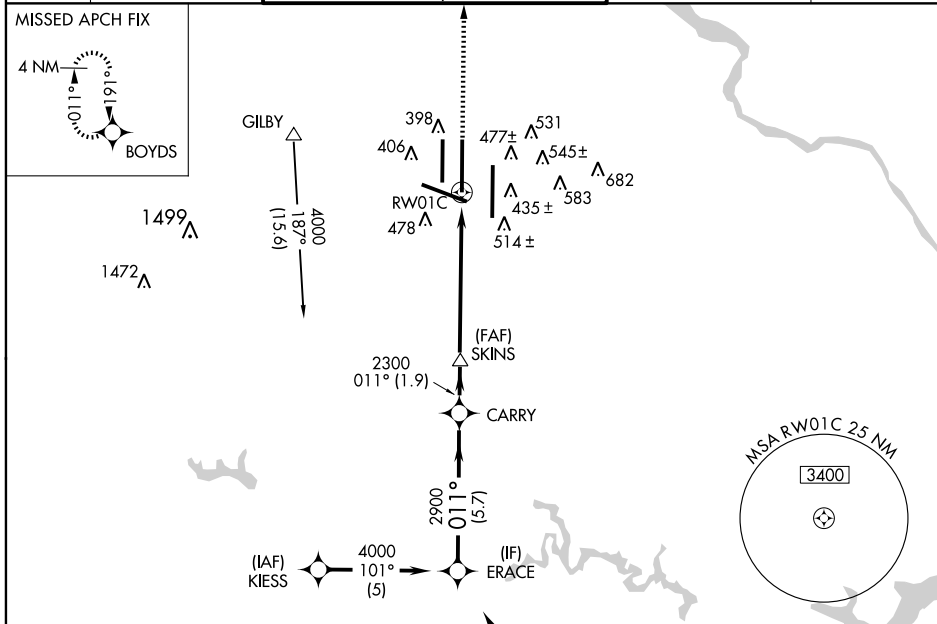 MISSED APCH FIX
4 NM
011°
191°
BOYDS
GILBY
4000
187°
(15.6)
1499
1472
398
406
RW01C
478
477±
531
545±
682
583
435±
514±
(FAF)
SKINS
2300
011° (1.9)
CARRY
2900
011°
(5.7)
(IAF)
KIESS
4000
101°
(5)
(IF)
ERACE
MSA RW01C 25 NM
3400